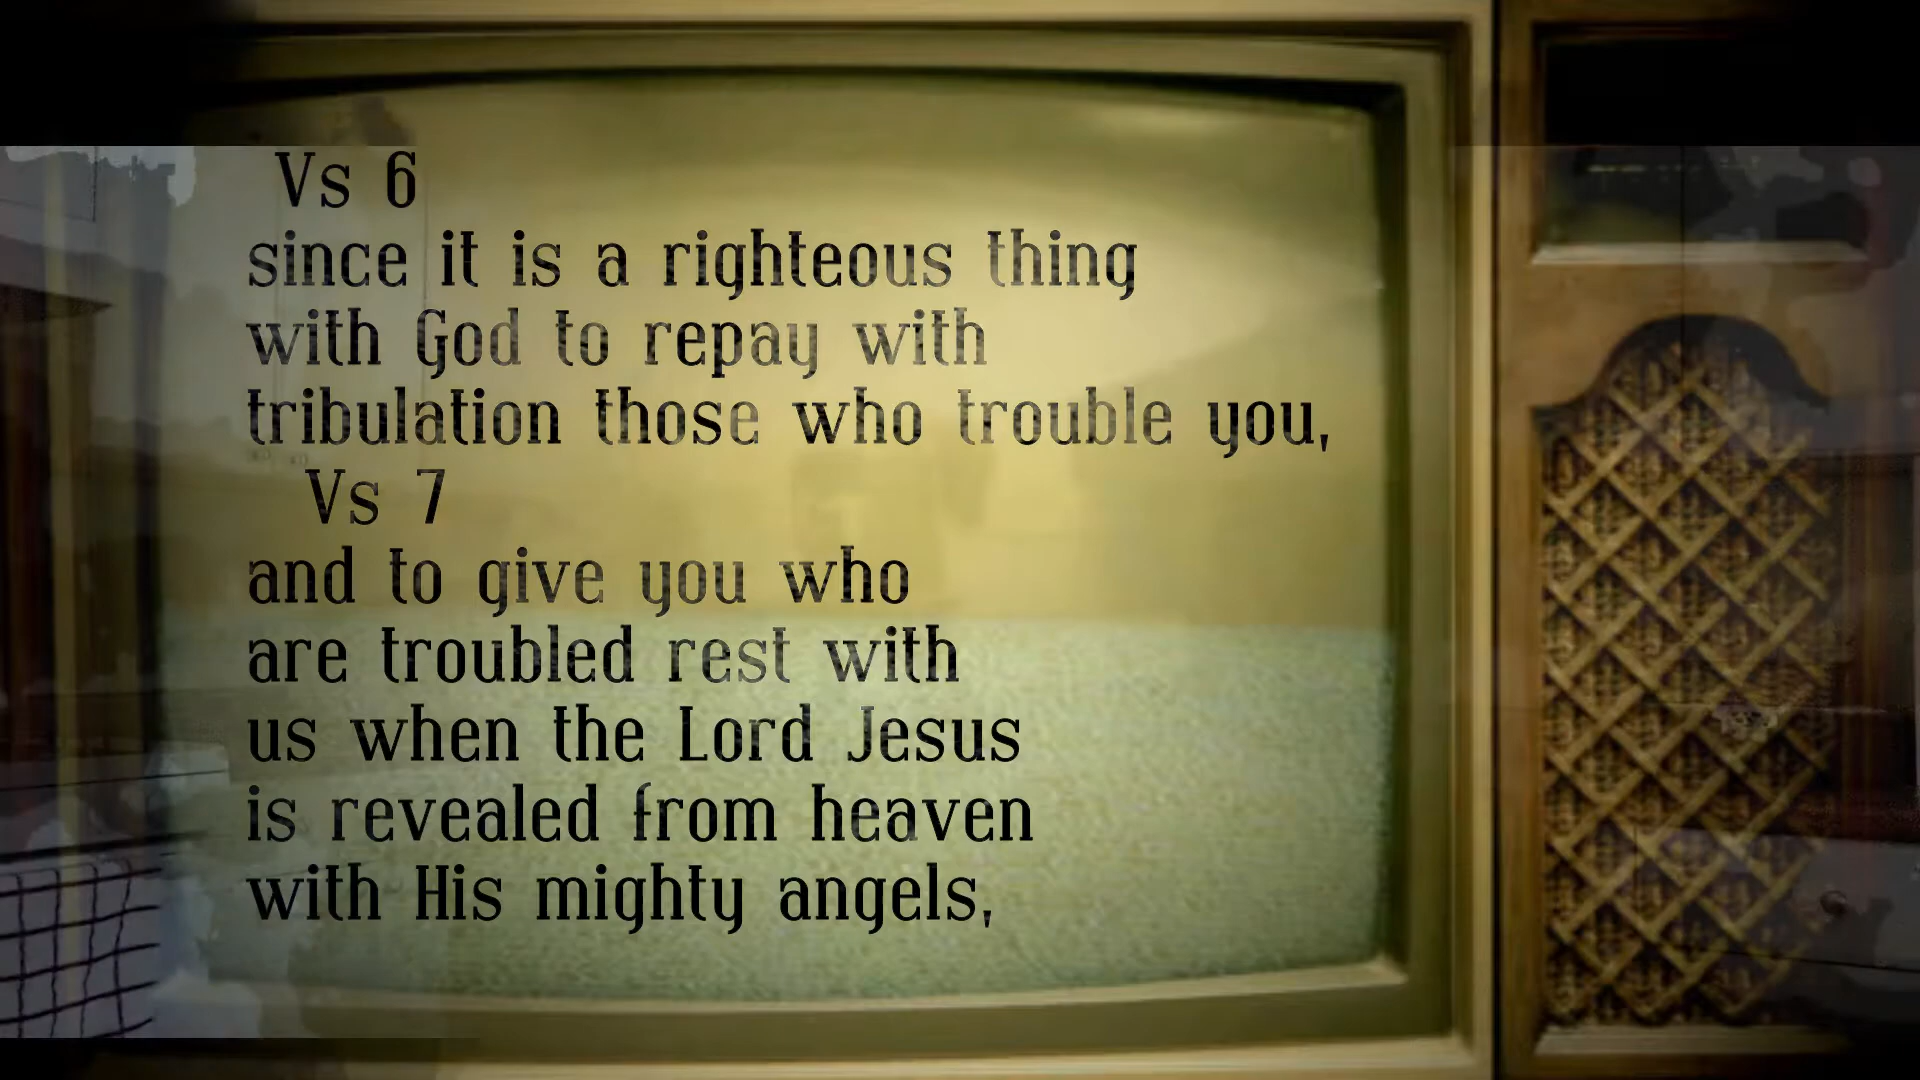 Vs 6
since it is a righteous thing
with God to repay with
tribulation those who trouble you,
Vs 7
and to give you who
are troubled rest with
us when the Lord Jesus
is revealed from heaven
with His mighty angels,